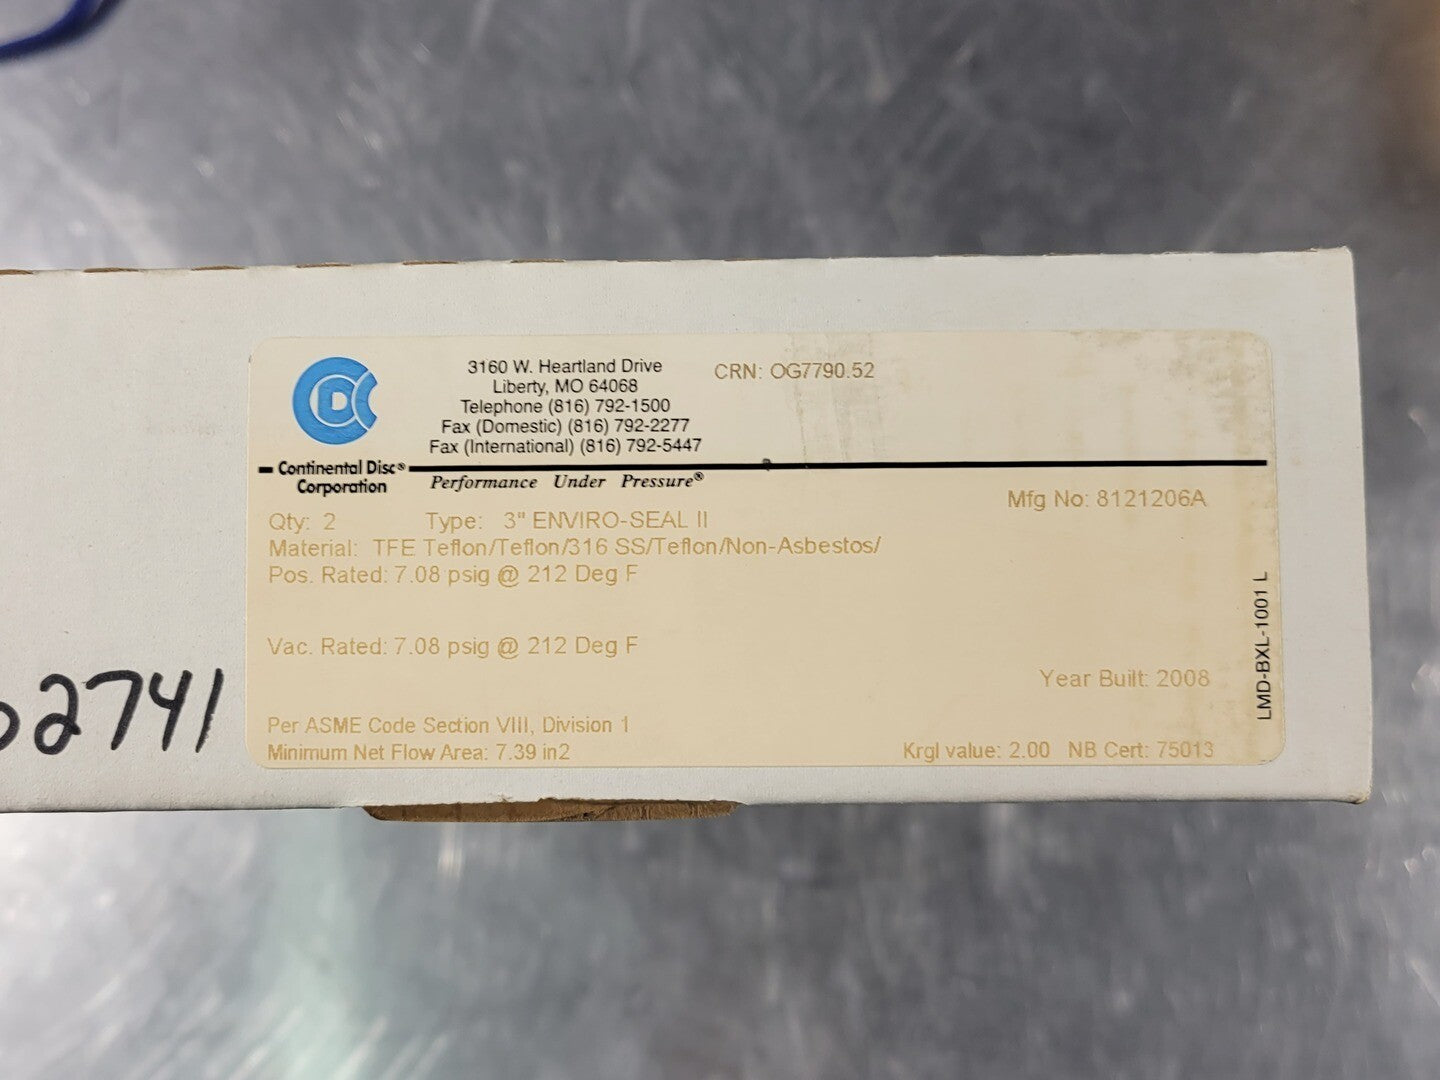 3160 W. Heartland Drive
Liberty, MO 64068
Telephone (816) 792-1500
Fax (Domestic) (816) 792-2277
Fax (International) (816) 792-5447
CRN: OG7790.52
CDC
Continental Disc®
Corporation
Performance Under Pressure®
Mfg No: 8121206A
Qty: 2 Type: 3" ENVIRO-SEAL II
Material: TFE Teflon/Teflon/316 SS/Teflon/Non-Asbestos/
Pos. Rated: 7.08 psig @ 212 Deg F
Vac. Rated: 7.08 psig @ 212 Deg F
Year Built: 2008
Per ASME Code Section VIII, Division 1
Minimum Net Flow Area: 7.39 in2
Krgl value: 2.00 NB Cert: 75013
LMD-BXL-1001 L
2741